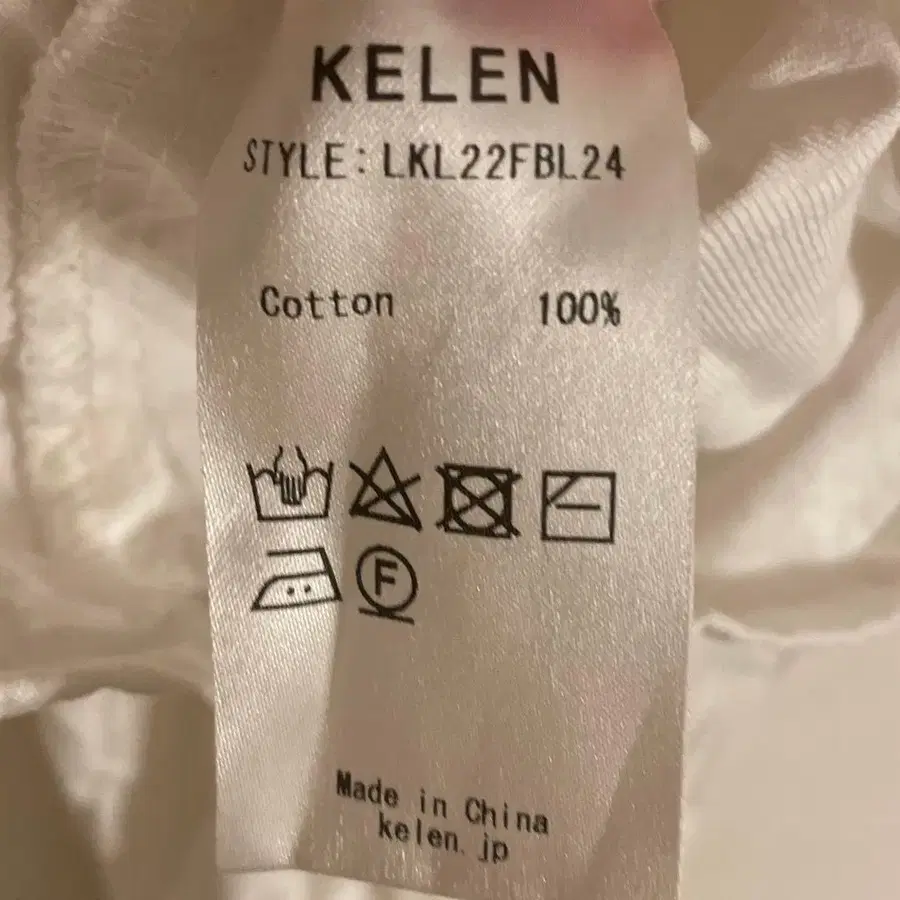 KELEN
STYLE: LKL22FBL24
Cotton 100%
F
Made in China
kelen.jp